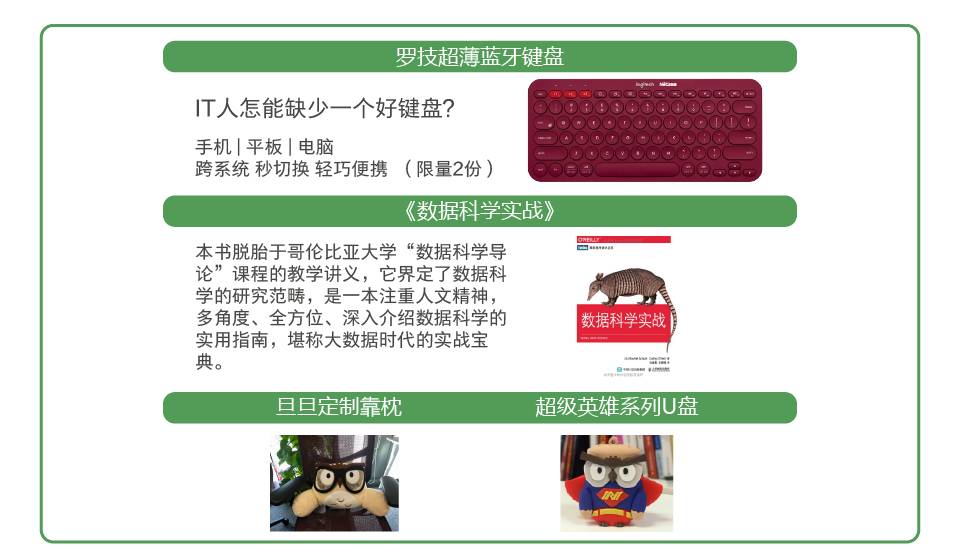 罗技超薄蓝牙键盘
IT人怎能缺少一个好键盘?
手机 | 平板 | 电脑
跨系统 秒切换 轻巧便携 （限量2份）
logitech
《数据科学实战》
本书脱胎于哥伦比亚大学“数据科学导
论”课程的教学讲义，它界定了数据科
学的研究范畴，是一本注重人文精神，
多角度、全方位、深入介绍数据科学的
实用指南，堪称大数据时代的实战宝
典。
O'REILLY
数据科学实战
旦旦定制靠枕
超级英雄系列U盘